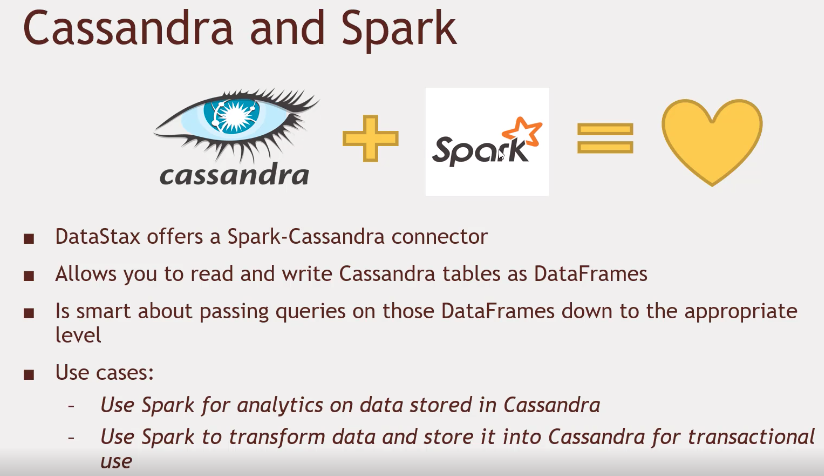 Cassandra and Spark
cassandra
Spark
■ DataStax offers a Spark-Cassandra connector
■ Allows you to read and write Cassandra tables as DataFrames
■ Is smart about passing queries on those DataFrames down to the appropriate
level
■ Use cases:
– Use Spark for analytics on data stored in Cassandra
– Use Spark to transform data and store it into Cassandra for transactional
use